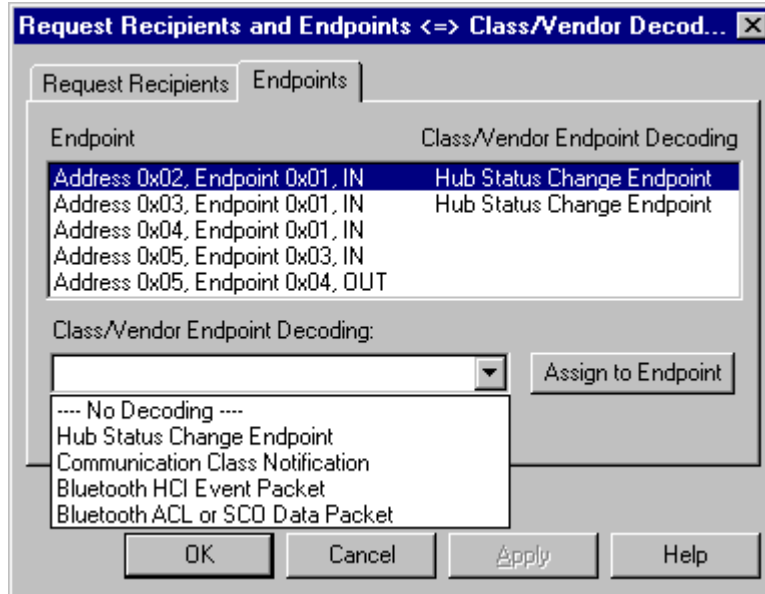 Request Recipients and Endpoints <=> Class/Vendor Decod...
Request Recipients Endpoints
Endpoint Class/Vendor Endpoint Decoding
Address 0x02, Endpoint 0x01, IN Hub Status Change Endpoint
Address 0x03, Endpoint 0x01, IN Hub Status Change Endpoint
Address 0x04, Endpoint 0x01, IN
Address 0x05, Endpoint 0x03, IN
Address 0x05, Endpoint 0x04, OUT
Class/Vendor Endpoint Decoding:
Assign to Endpoint
---- No Decoding ----
Hub Status Change Endpoint
Communication Class Notification
Bluetooth HCI Event Packet
Bluetooth ACL or SCO Data Packet
OK Cancel Apply Help